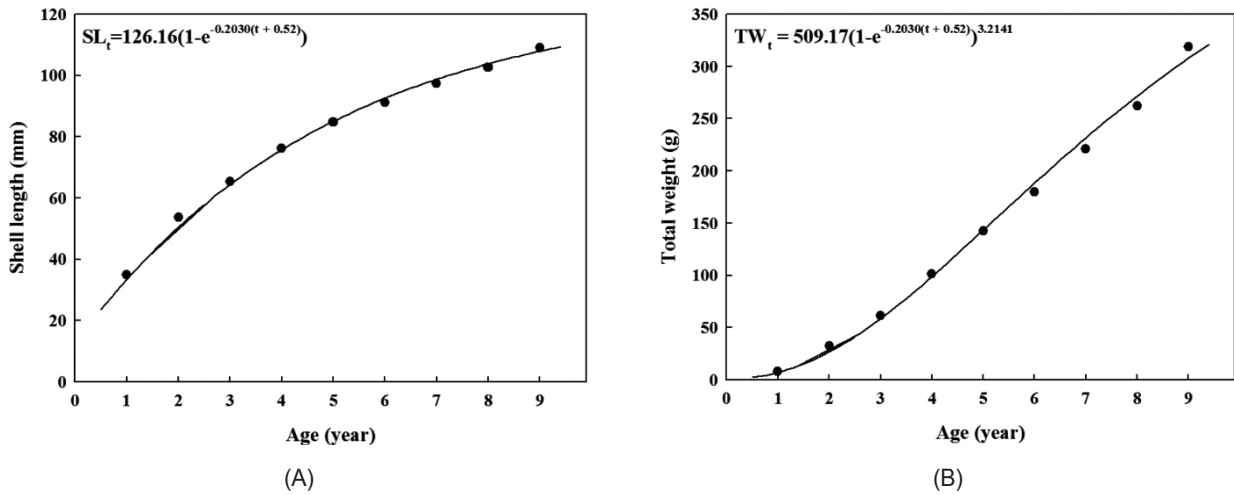 SLt=126.16(1-e-0.2030(t + 0.52))
120
100
80
60
40
20
0
Shell length (mm)
0 1 2 3 4 5 6 7 8 9
Age (year)
(A)
TWt = 509.17(1-e-0.2030(t + 0.52))3.2141
350
300
250
200
150
100
50
0
Total weight (g)
0 1 2 3 4 5 6 7 8 9
Age (year)
(B)